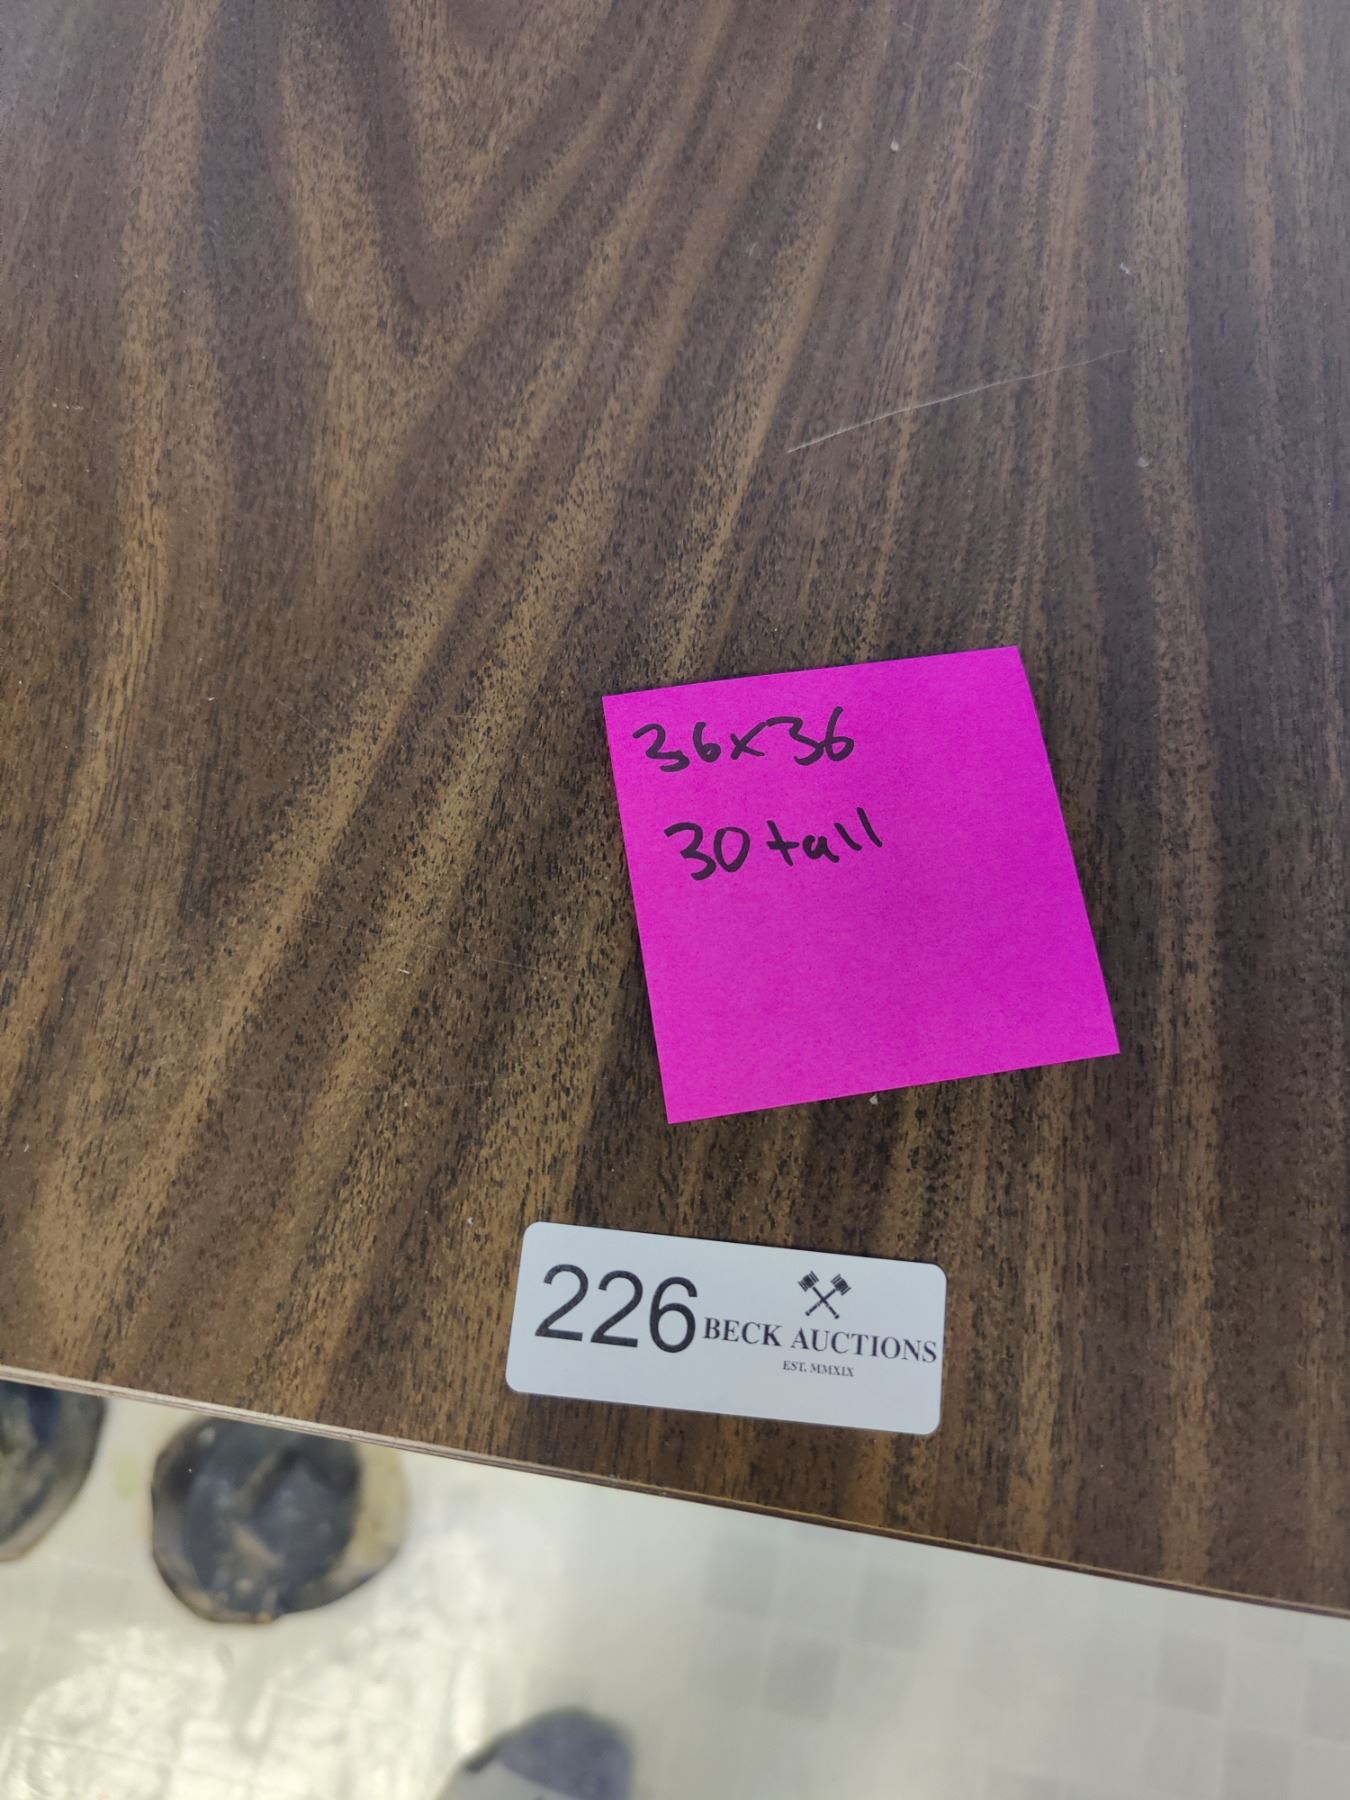 36x36
30 tall
226
BECK AUCTIONS
EST. MMXIX